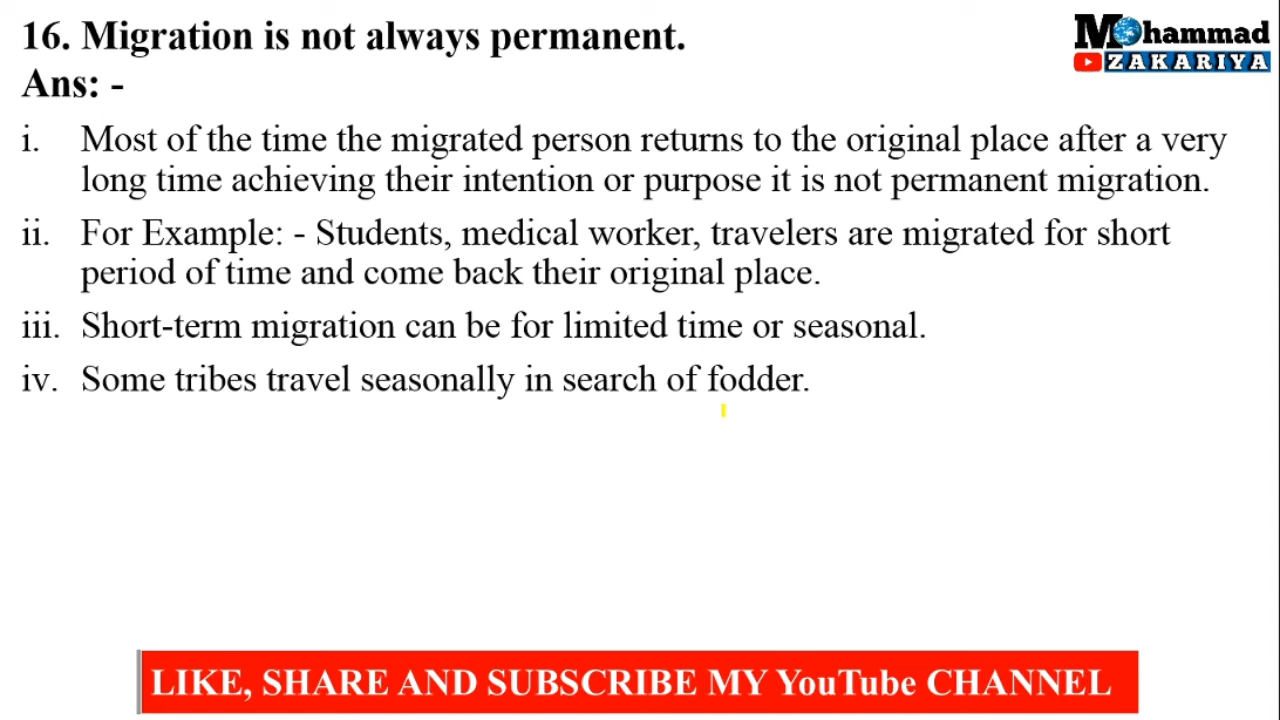 16. Migration is not always permanent.
Mohammad
ZAKARIYA
Ans: -
i. Most of the time the migrated person returns to the original place after a very
long time achieving their intention or purpose it is not permanent migration.
ii. For Example: - Students, medical worker, travelers are migrated for short
period of time and come back their original place.
iii. Short-term migration can be for limited time or seasonal.
iv. Some tribes travel seasonally in search of fodder.
LIKE, SHARE AND SUBSCRIBE MY YouTube CHANNEL